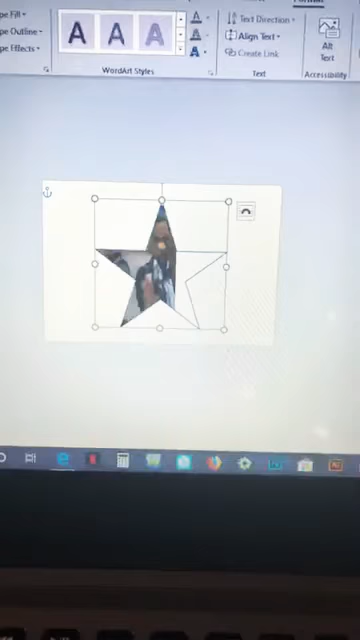 pe Fill
pe Outline
pe Effects
A A A
A
A
A
Text Direction
Align Text
Create Link
Alt
Text
WordArt Styles
Text
Accessibility